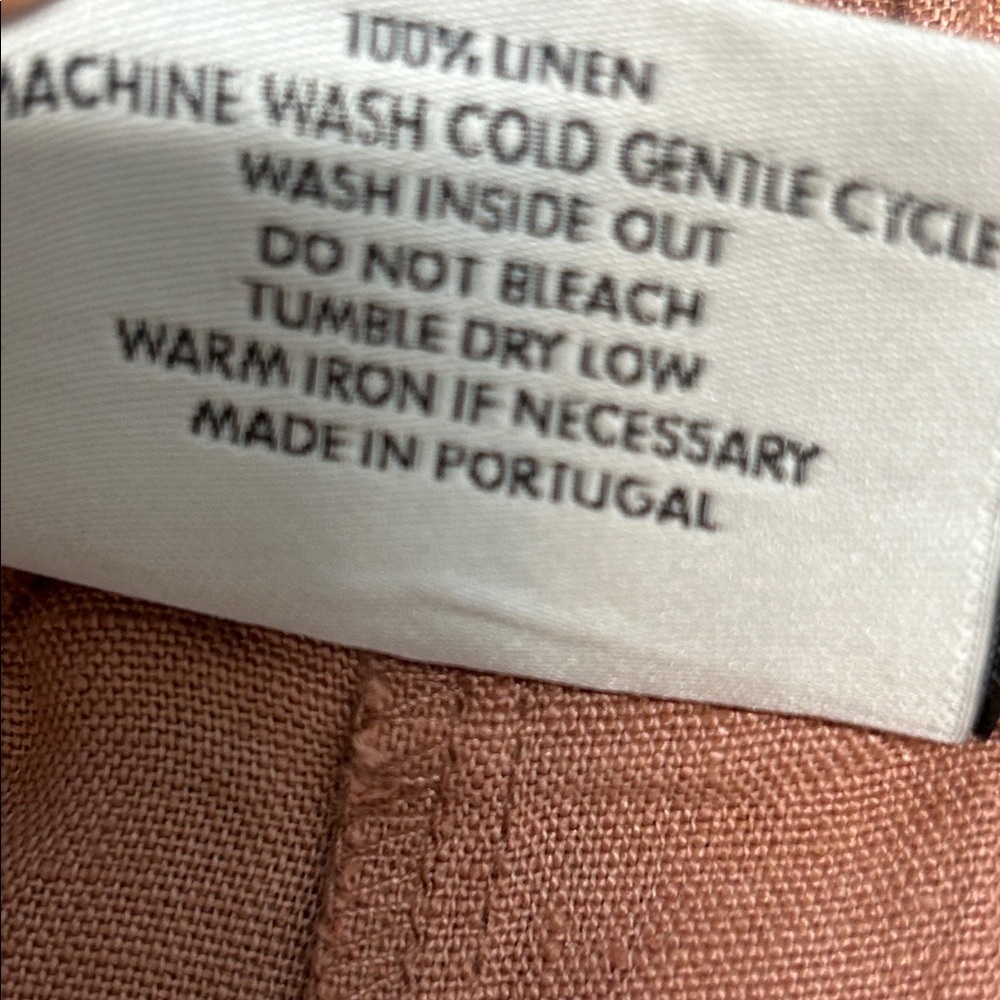 100% LINEN
MACHINE WASH COLD GENTLE CYCLE
WASH INSIDE OUT
DO NOT BLEACH
TUMBLE DRY LOW
WARM IRON IF NECESSARY
MADE IN PORTUGAL